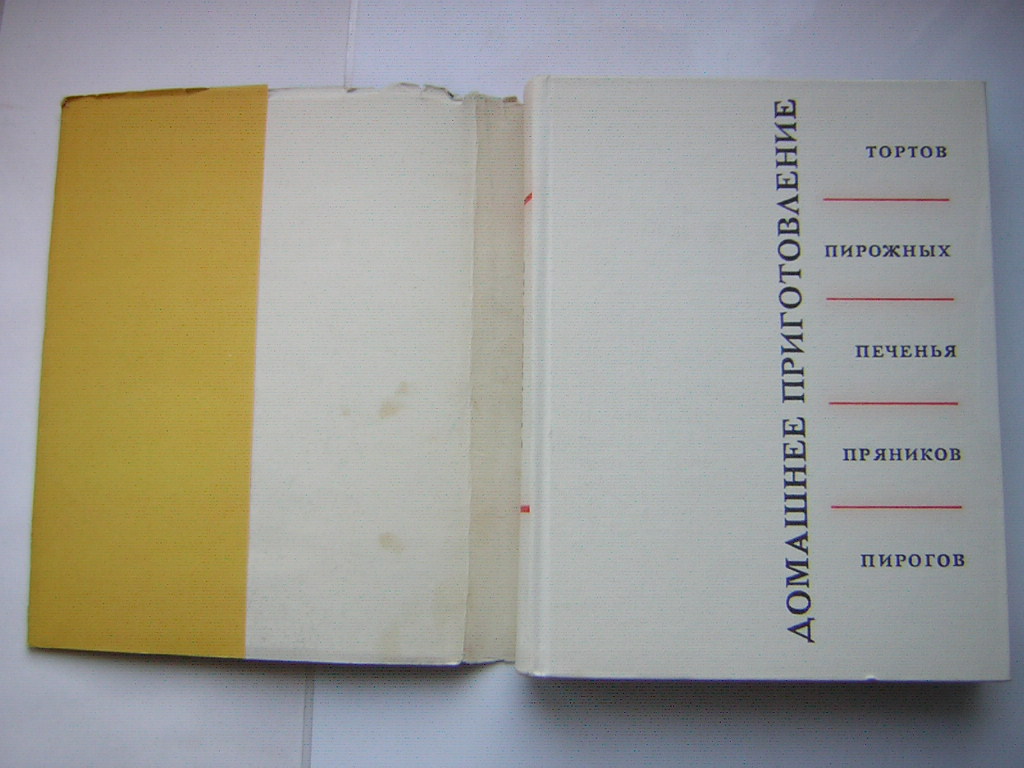 ДОМАШНЕЕ ПРИГОТОВЛЕНИЕ
ТОРТОВ
ПИРОЖНЫХ
ПЕЧЕНЬЯ
ПРЯНИКОВ
ПИРОГОВ